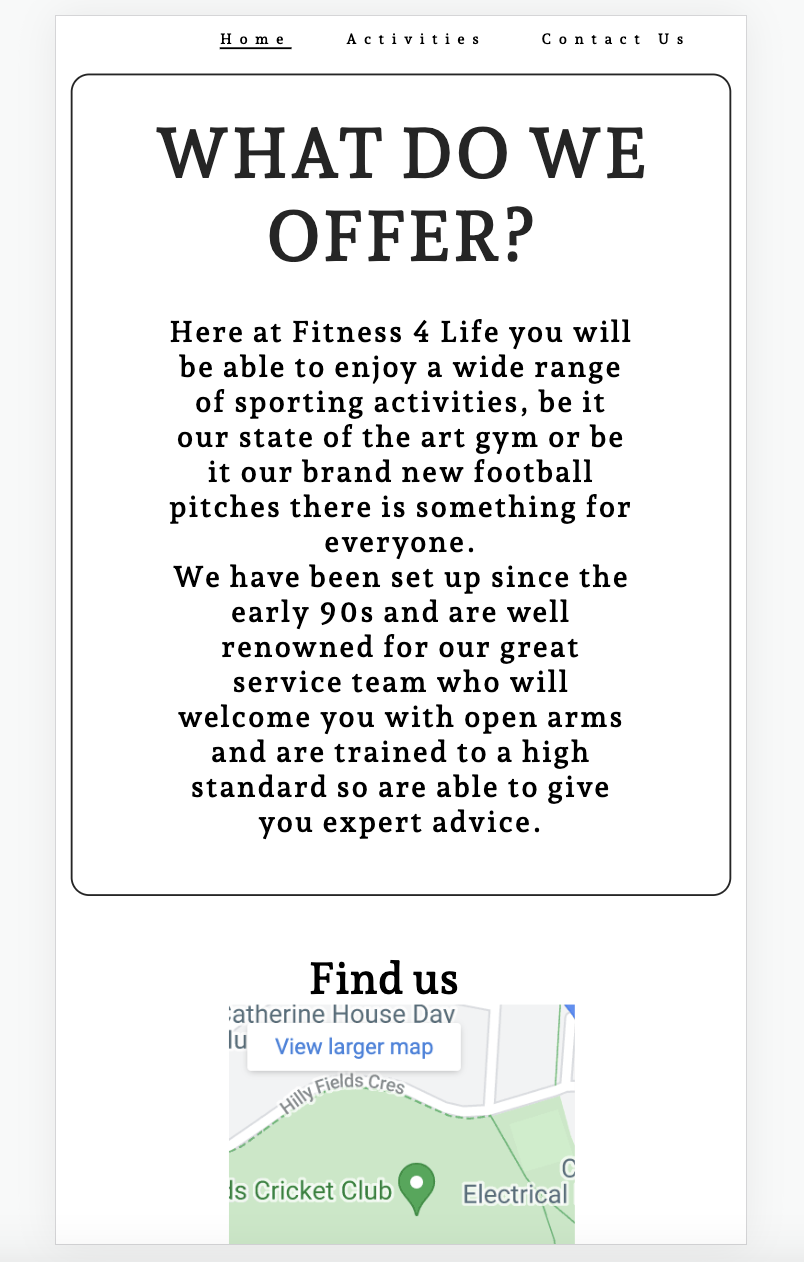 Home Activities Contact Us
WHAT DO WE
OFFER?
Here at Fitness 4 Life you will
be able to enjoy a wide range
of sporting activities, be it
our state of the art gym or be
it our brand new football
pitches there is something for
everyone.
We have been set up since the
early 90s and are well
renowned for our great
service team who will
welcome you with open arms
and are trained to a high
standard so are able to give
you expert advice.
Find us
atherine House Day
View larger map
Hilly Fields Cres
ds Cricket Club
Electrical